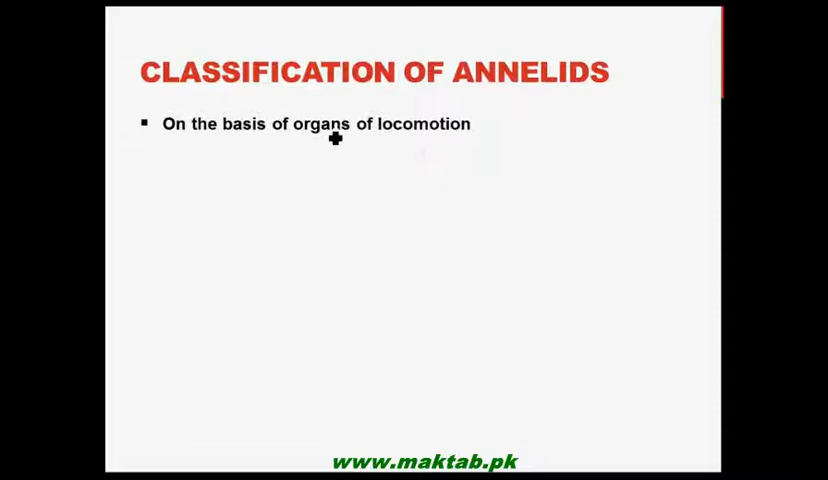 CLASSIFICATION OF ANNELIDS
▪ On the basis of organs of locomotion
www.maktab.pk